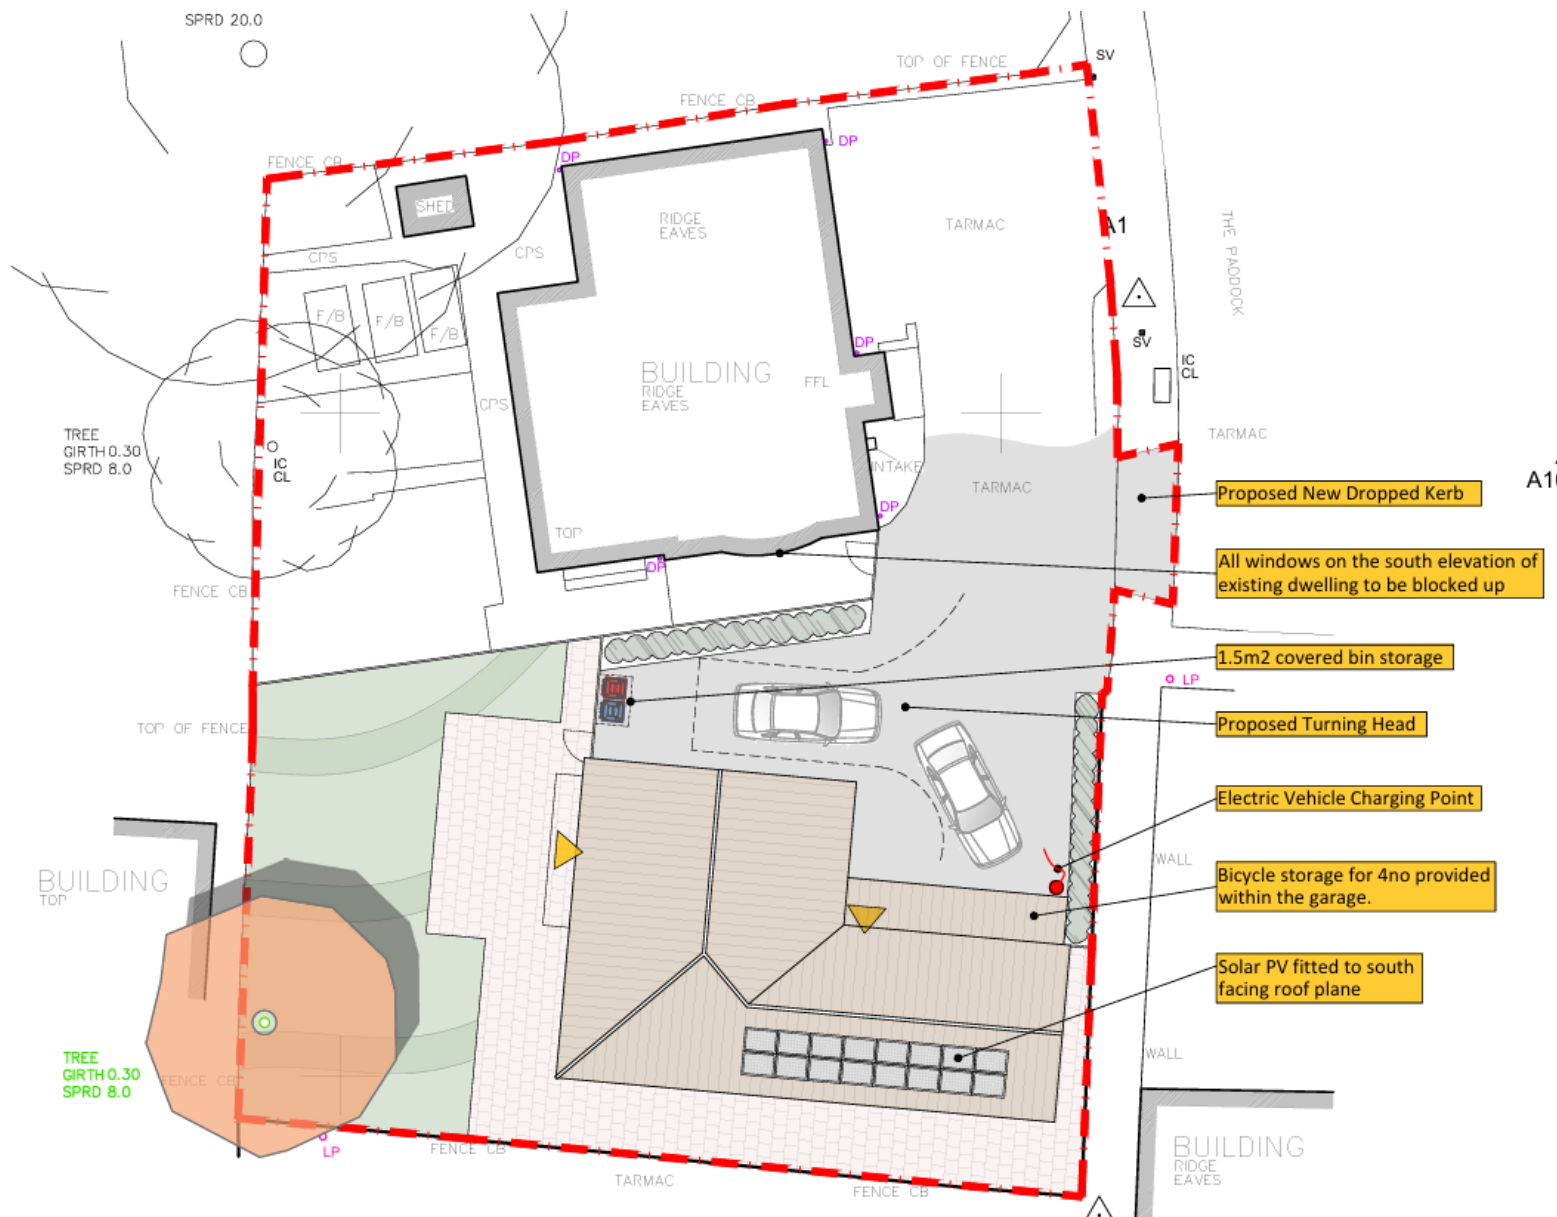 SPRD 20.0
TOP OF FENCE
SV
FENCE CB
FENCE CB
DP
DP
SHED
RIDGE
EAVES
TARMAC
A1
THE PADDOCK
CPS
CPS
F/B
F/B
F/B
SV
DP
IC
CL
BUILDING
RIDGE
EAVES
FFL
CPS
TREE
GIRTH 0.30
SPRD 8.0
IC
CL
TARMAC
INTAKE
TARMAC
Proposed New Dropped Kerb
DP
TOP
DP
All windows on the south elevation of
existing dwelling to be blocked up
FENCE CB
1.5m2 covered bin storage
LP
TOP OF FENCE
Proposed Turning Head
Electric Vehicle Charging Point
WALL
BUILDING
TOP
Bicycle storage for 4no provided
within the garage.
Solar PV fitted to south
facing roof plane
WALL
TREE
GIRTH 0.30
SPRD 8.0
FENCE CB
LP
FENCE CB
TARMAC
FENCE CB
BUILDING
RIDGE
EAVES